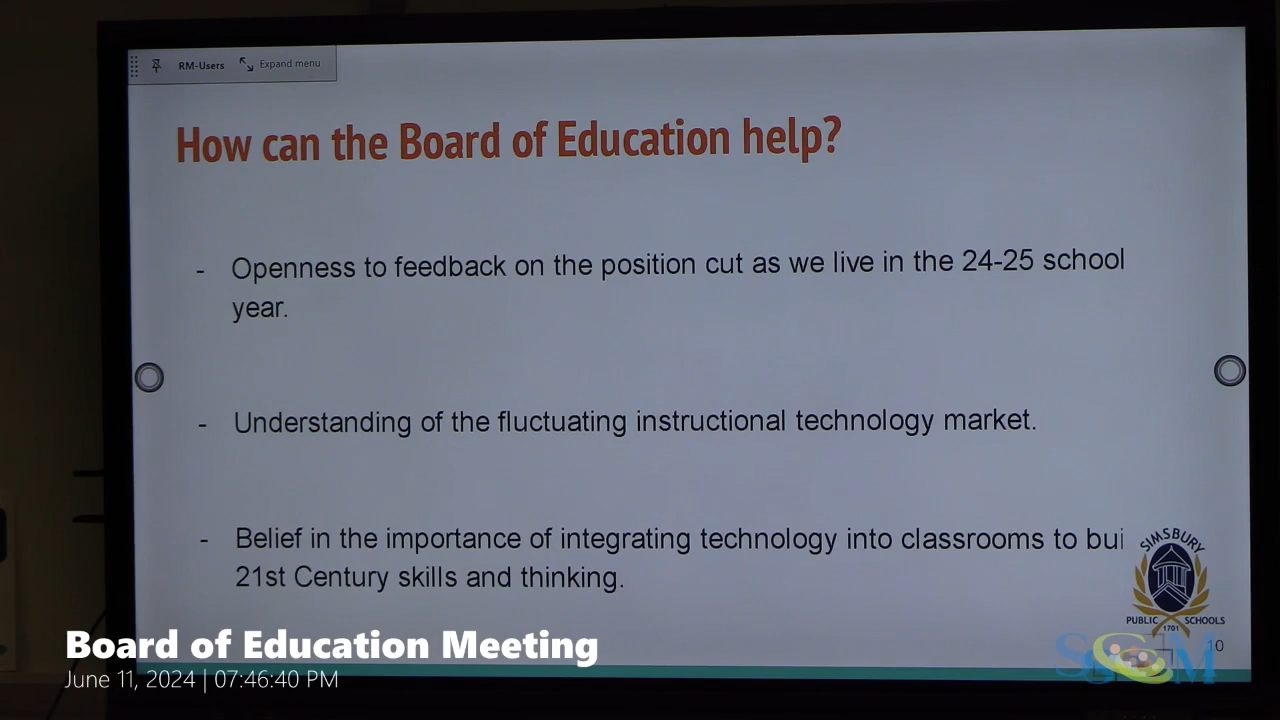 RM-Users Expand menu
How can the Board of Education help?
- Openness to feedback on the position cut as we live in the 24-25 school
year.
- Understanding of the fluctuating instructional technology market.
- Belief in the importance of integrating technology into classrooms to bui
21st Century skills and thinking.
SIMSBURY
PUBLIC SCHOOLS
1701
10
Board of Education Meeting
June 11, 2024 | 07:46:40 PM